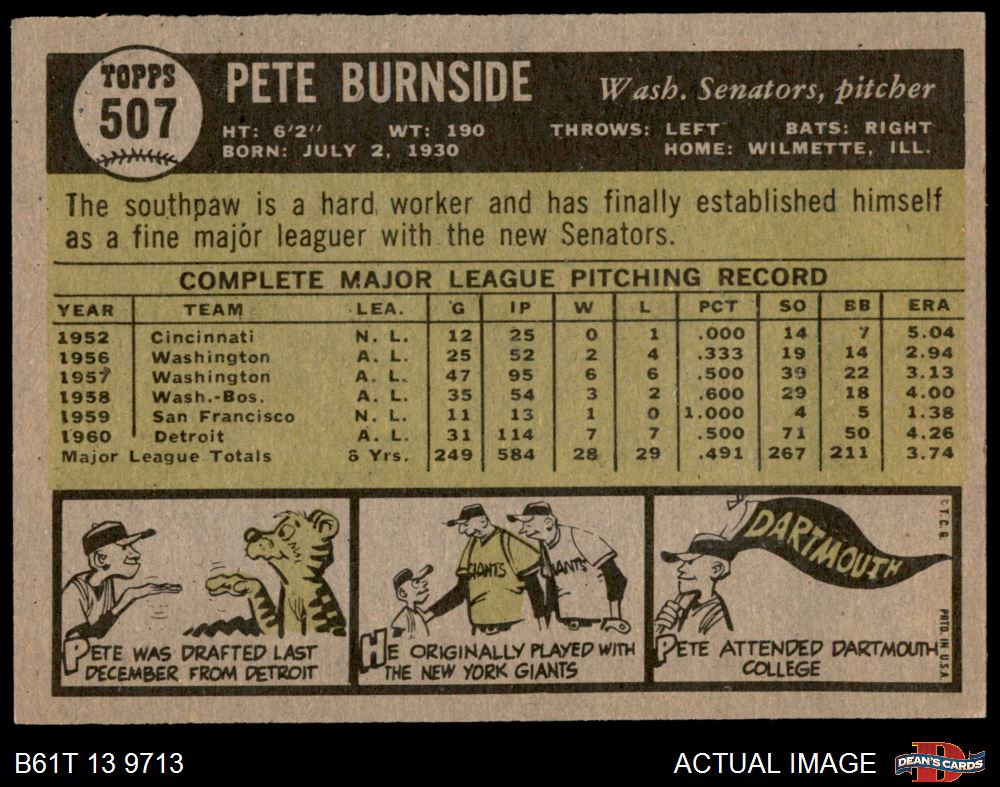 TOPPS
507
PETE BURNSIDE
Wash. Senators, pitcher
HT: 6'2" WT: 190 THROWS: LEFT BATS: RIGHT
BORN: JULY 2, 1930 HOME: WILMETTE, ILL.
The southpaw is a hard worker and has finally established himself
as a fine major leaguer with the new Senators.
COMPLETE MAJOR LEAGUE PITCHING RECORD
YEAR TEAM LEA. G IP W L PCT SO BB ERA
1952 Cincinnati N. L. 12 25 0 1 .000 14 7 5.04
1956 Washington A. L. 25 52 2 4 .333 19 14 2.94
1957 Washington A. L. 47 95 6 6 .500 39 22 3.13
1958 Wash.-Bos. A. L. 35 54 3 2 .600 29 18 4.00
1959 San Francisco N. L. 11 13 1 0 1.000 4 5 1.38
1960 Detroit A. L. 31 114 7 7 .500 71 50 4.26
Major League Totals 8 Yrs. 249 584 28 29 .491 267 211 3.74
PETE WAS DRAFTED LAST
DECEMBER FROM DETROIT
GIANTS
GIANTS
HE ORIGINALLY PLAYED WITH
THE NEW YORK GIANTS
DARTMOUTH
PETE ATTENDED DARTMOUTH
COLLEGE
© T.C.G.
PRTD. IN U.S.A.
B61T 13 9713
ACTUAL IMAGE
DEAN'S CARDS